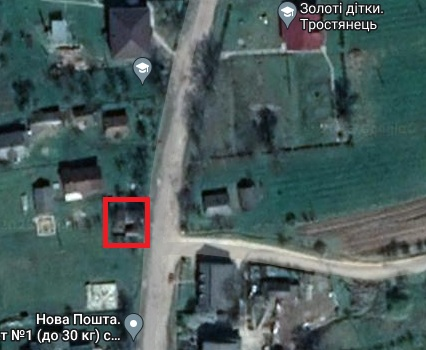 Золоті дітки.
Тростянець
Нова Пошта.
т №1 (до 30 кг) с...